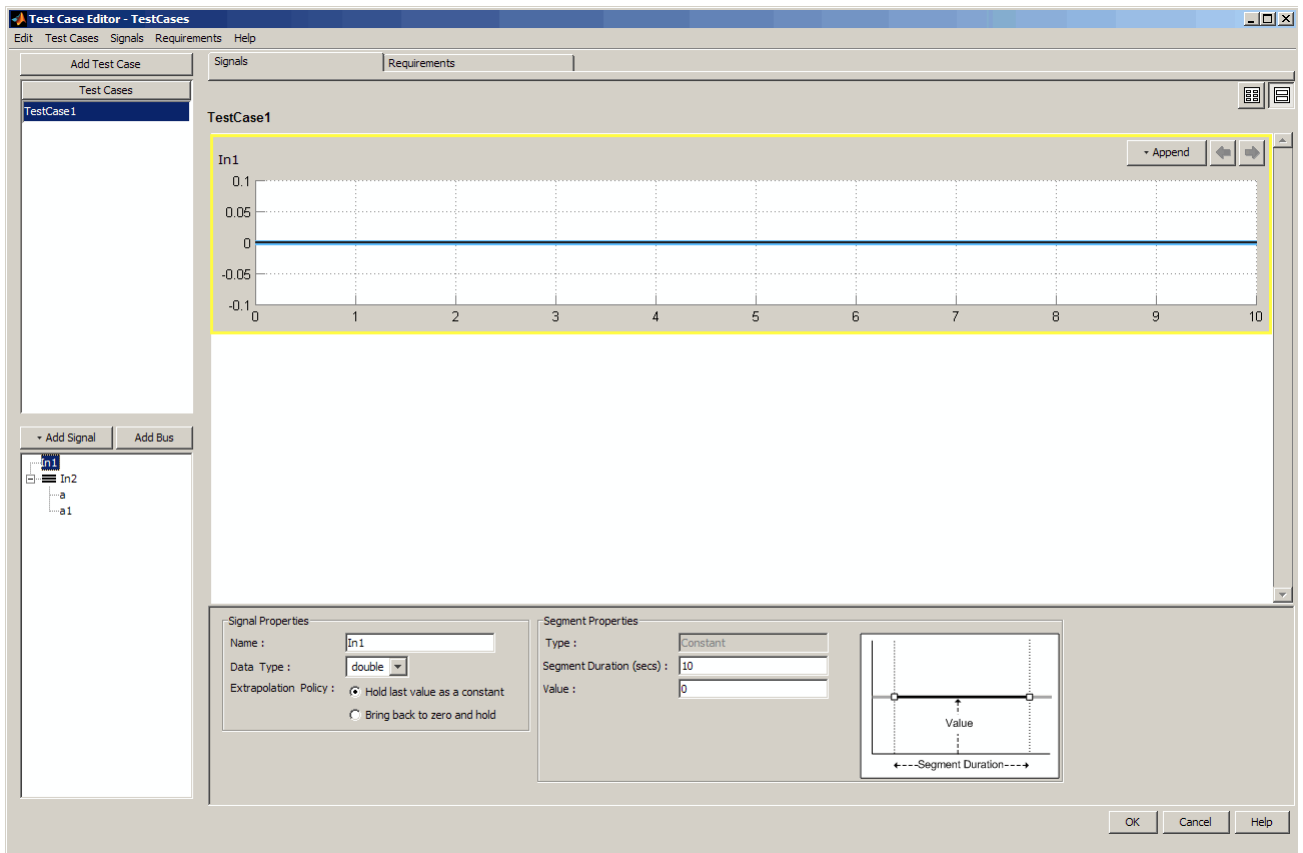 Test Case Editor - TestCases
Edit Test Cases Signals Requirements Help
Add Test Case
Test Cases
TestCase1
Signals Requirements
TestCase1
In1
Append
0.1
0.05
0
-0.05
-0.1
0 1 2 3 4 5 6 7 8 9 10
Add Signal Add Bus
In1
In2
a
a1
Signal Properties
Name : In1
Data Type : double
Extrapolation Policy : Hold last value as a constant
Bring back to zero and hold
Segment Properties
Type : Constant
Segment Duration (secs) : 10
Value : 0
Value
Segment Duration
OK Cancel Help